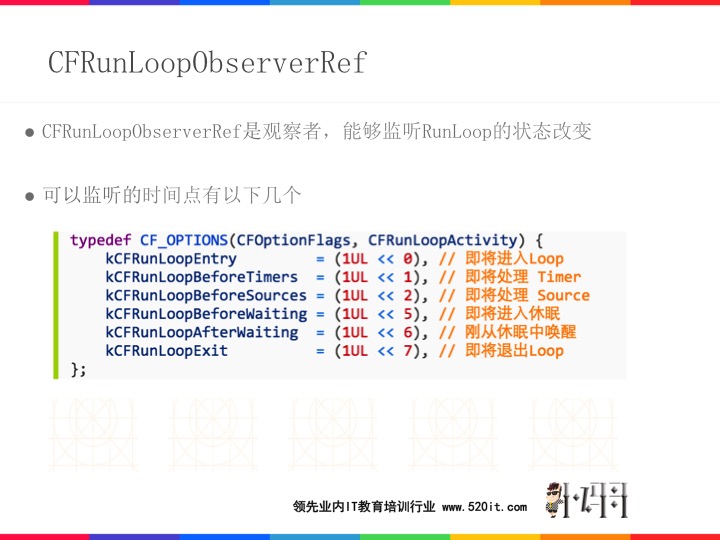 CFRunLoopObserverRef
● CFRunLoopObserverRef是观察者，能够监听RunLoop的状态改变
● 可以监听的时间点有以下几个
typedef CF_OPTIONS(CFOptionFlags, CFRunLoopActivity) {
    kCFRunLoopEntry         = (1UL << 0), // 即将进入Loop
    kCFRunLoopBeforeTimers  = (1UL << 1), // 即将处理 Timer
    kCFRunLoopBeforeSources = (1UL << 2), // 即将处理 Source
    kCFRunLoopBeforeWaiting = (1UL << 5), // 即将进入休眠
    kCFRunLoopAfterWaiting  = (1UL << 6), // 刚从休眠中唤醒
    kCFRunLoopExit          = (1UL << 7), // 即将退出Loop
};
领先业内IT教育培训行业 www.520it.com
小码哥